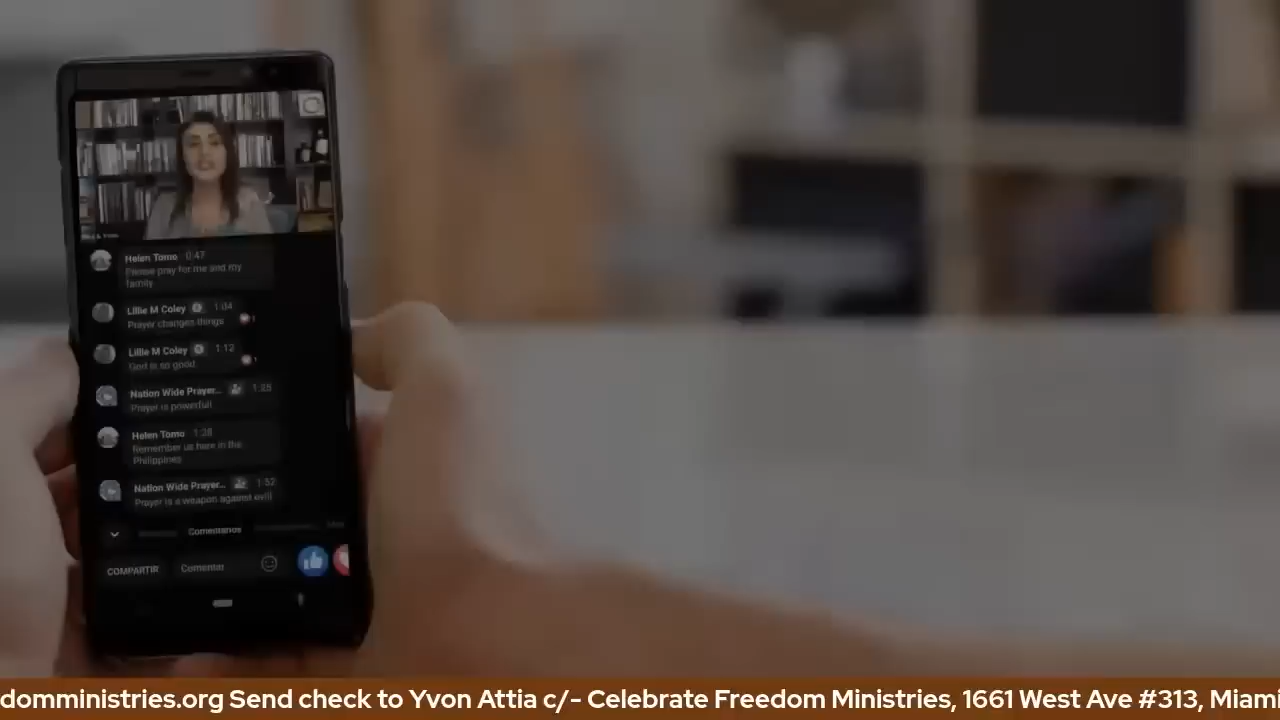 Helen Tomo 0:47
Please pray for me and my
family
Lillie M Coley 1:04
Prayer changes things
Lillie M Coley 1:12
God is so good.
Nation Wide Prayer...
Prayer is powerful!
Helen Tomo 1:28
Remember us here in the
Philippines
Nation Wide Prayer... 1:52
Prayer is a weapon against evil!
Comentarios
COMPARTIR Comentar
domministries.org Send check to Yvon Attia c/- Celebrate Freedom Ministries, 1661 West Ave #313, Miami